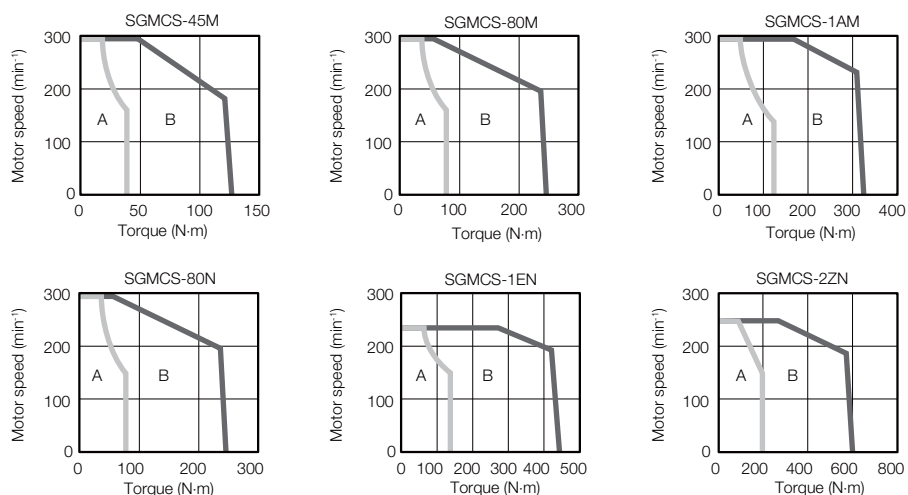 SGMCS-45M
Motor speed (min⁻¹)
300
200
100
0
A
B
0 50 100 150
Torque (N·m)
SGMCS-80M
Motor speed (min⁻¹)
300
200
100
0
A
B
0 100 200 300
Torque (N·m)
SGMCS-1AM
Motor speed (min⁻¹)
300
200
100
0
A
B
0 100 200 300 400
Torque (N·m)
SGMCS-80N
Motor speed (min⁻¹)
300
200
100
0
A
B
0 100 200 300
Torque (N·m)
SGMCS-1EN
Motor speed (min⁻¹)
300
200
100
0
A
B
0 100 200 300 400 500
Torque (N·m)
SGMCS-2ZN
Motor speed (min⁻¹)
300
200
100
0
A
B
0 200 400 600 800
Torque (N·m)